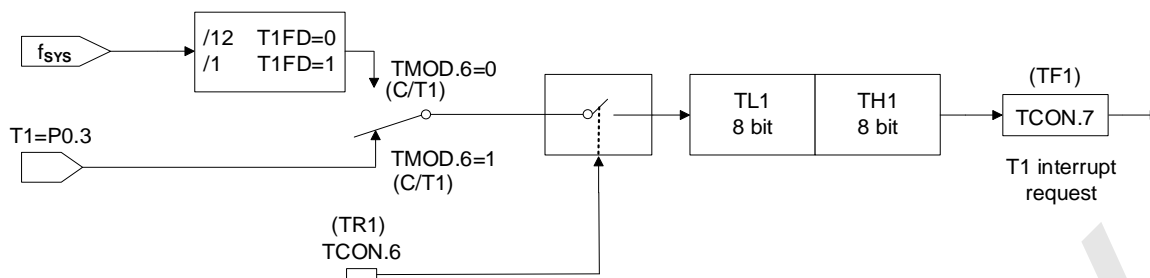 fSYS
/12 T1FD=0
/1 T1FD=1
TMOD.6=0
(C/T1)
T1=P0.3
TMOD.6=1
(C/T1)
(TR1)
TCON.6
TL1
8 bit
TH1
8 bit
(TF1)
TCON.7
T1 interrupt
request